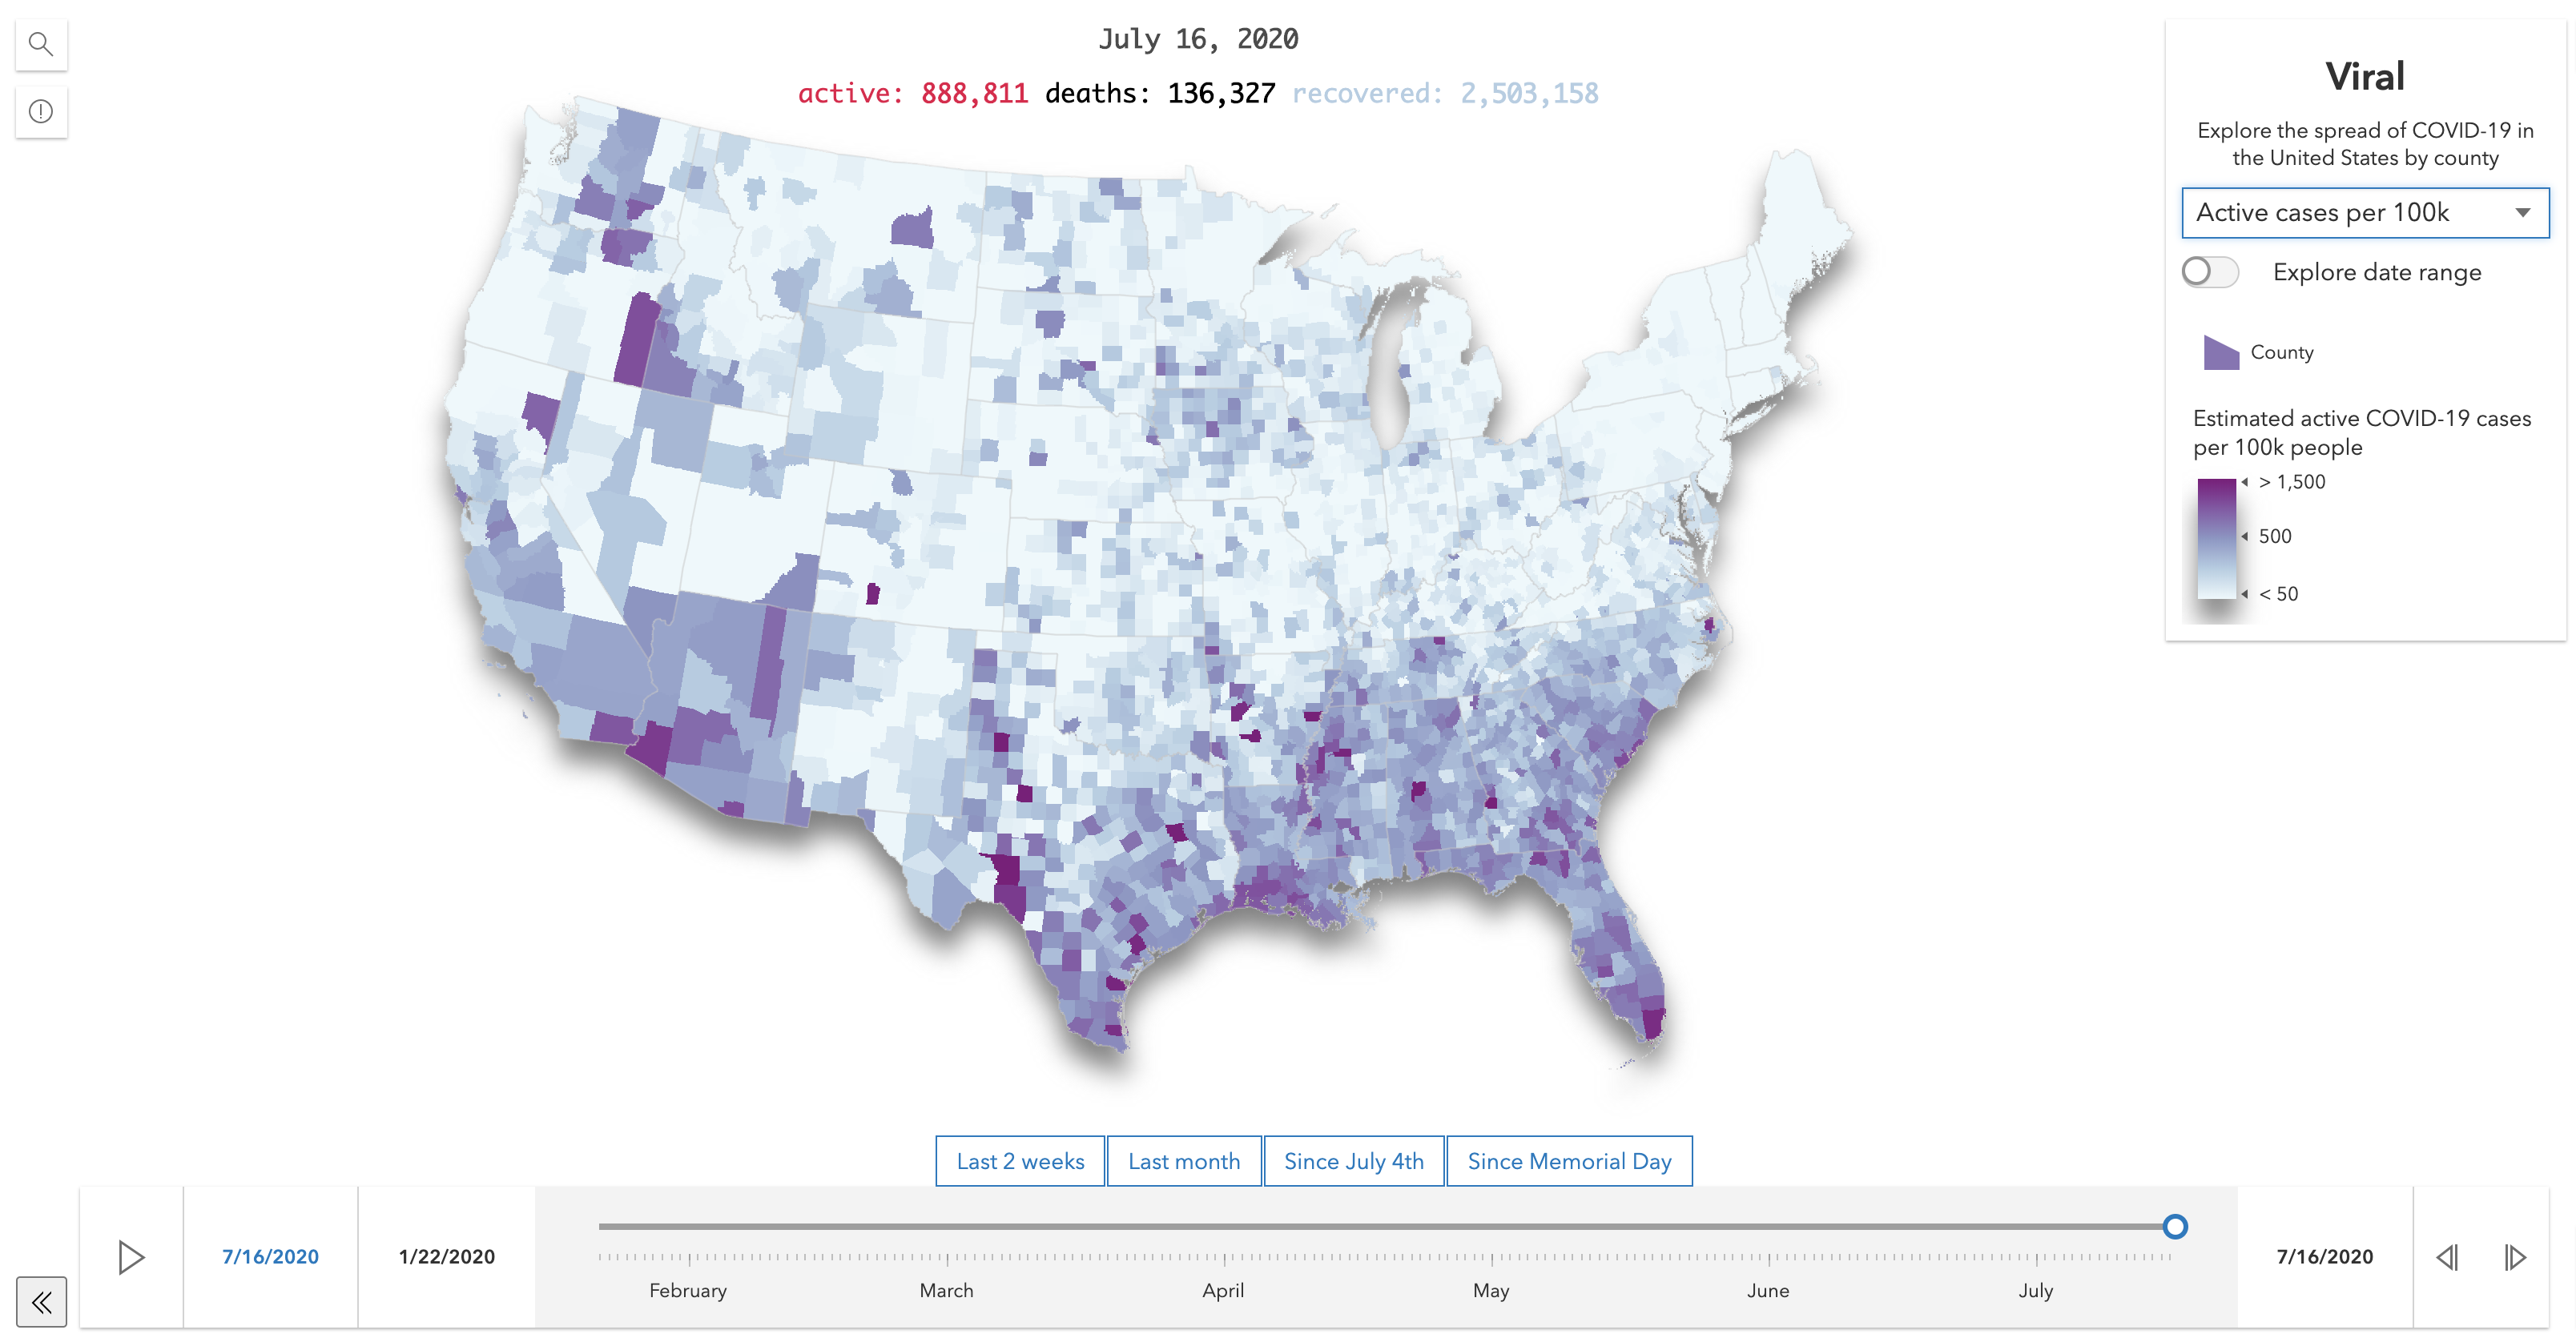 July 16, 2020
active: 888,811 deaths: 136,327 recovered: 2,503,158
Viral
Explore the spread of COVID-19 in
the United States by county
Active cases per 100k
Explore date range
County
Estimated active COVID-19 cases
per 100k people
> 1,500
500
< 50
Last 2 weeks
Last month
Since July 4th
Since Memorial Day
7/16/2020
1/22/2020
February
March
April
May
June
July
7/16/2020